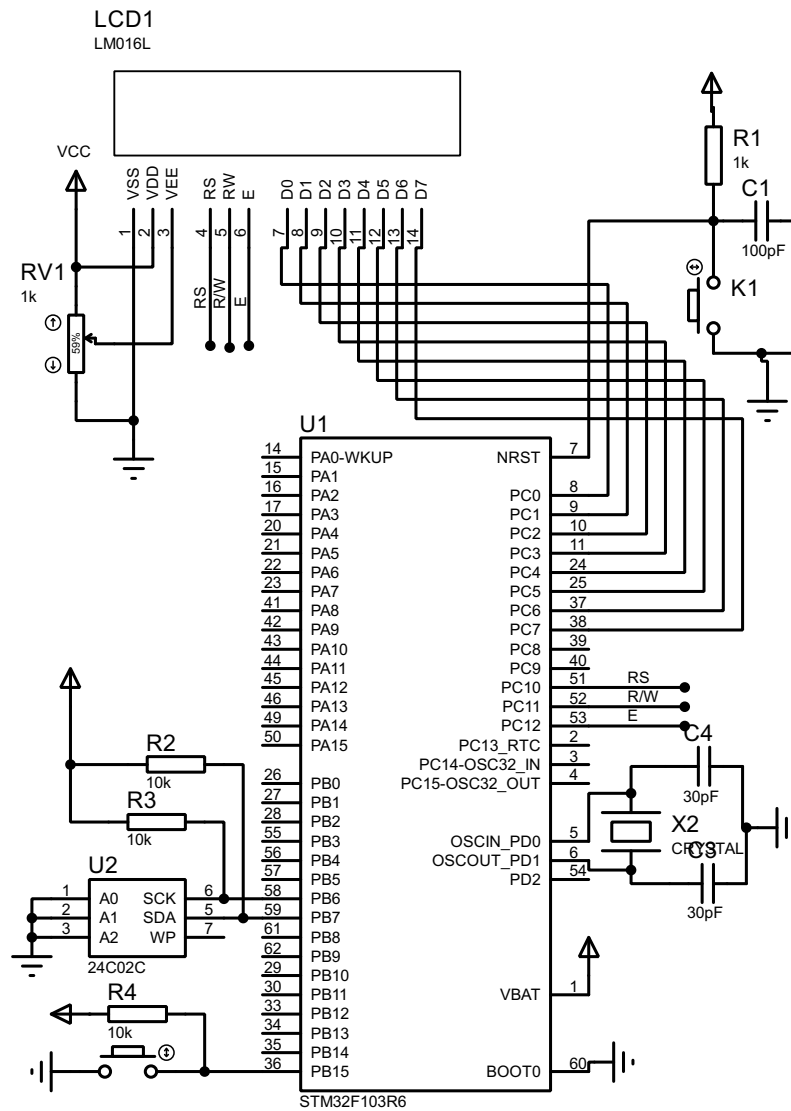 LCD1
LM016L
VCC
VSS
VDD
VEE
RS
RW
E
D0
D1
D2
D3
D4
D5
D6
D7
1
2
3
4
5
6
7
8
9
10
11
12
13
14
RS
R/W
E
RV1
1k
59%
R1
1k
C1
100pF
K1
U1
14 PA0-WKUP NRST 7
15 PA1
16 PA2 PC0 8
17 PA3 PC1 9
20 PA4 PC2 10
21 PA5 PC3 11
22 PA6 PC4 24
23 PA7 PC5 25
41 PA8 PC6 37
42 PA9 PC7 38
43 PA10 PC8 39
44 PA11 PC9 40
45 PA12 PC10 51 RS
46 PA13 PC11 52 R/W
49 PA14 PC12 53 E
50 PA15 PC13_RTC 2
PC14-OSC32_IN 3
26 PB0 PC15-OSC32_OUT 4
27 PB1
28 PB2
55 PB3 OSCIN_PD0 5
56 PB4 OSCOUT_PD1 6
57 PB5 PD2 54
58 PB6
59 PB7
61 PB8
62 PB9
29 PB10
30 PB11 VBAT 1
33 PB12
34 PB13
35 PB14
36 PB15 BOOT0 60
STM32F103R6
R2
10k
R3
10k
U2
1 A0 SCK 6
2 A1 SDA 5
3 A2 WP 7
24C02C
R4
10k
C4
30pF
X2
CRYSTAL
C3
30pF